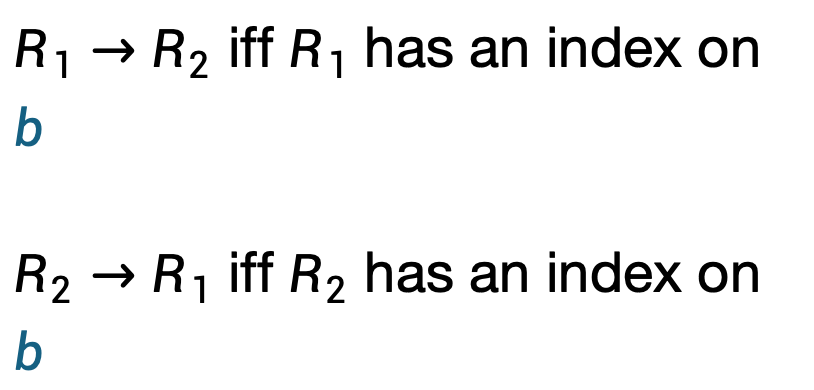 R₁ → R₂ iff R₁ has an index on
b
R₂ → R₁ iff R₂ has an index on
b